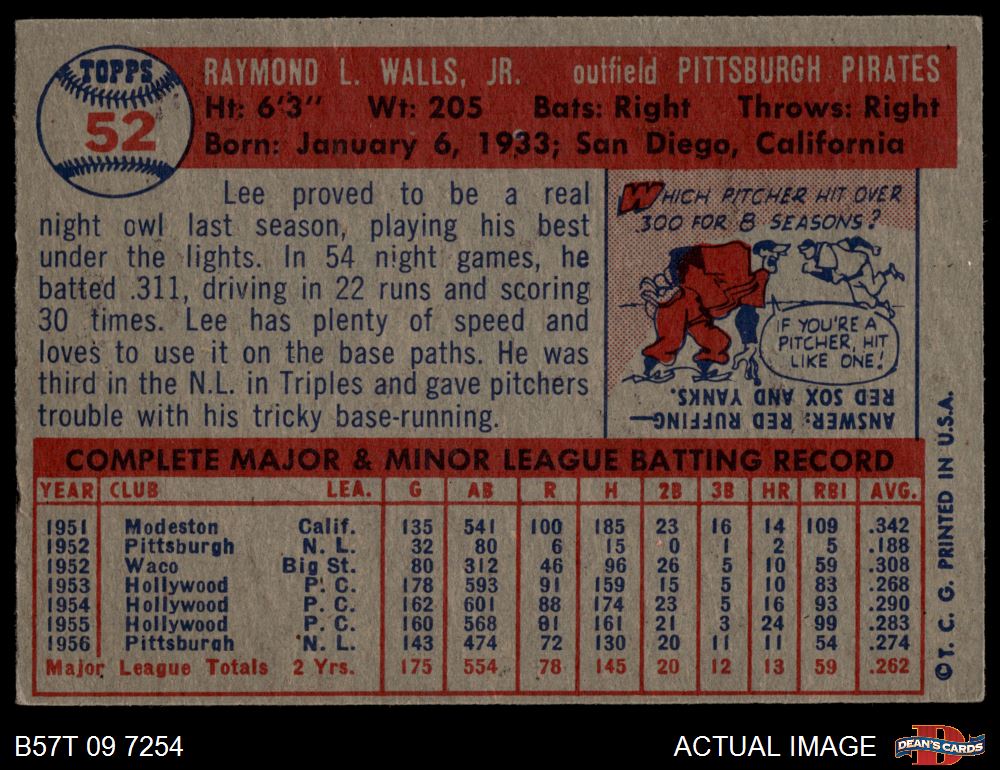 TOPPS
52
RAYMOND L. WALLS, JR. outfield PITTSBURGH PIRATES
Ht: 6'3" Wt: 205 Bats: Right Throws: Right
Born: January 6, 1933; San Diego, California
Lee proved to be a real
night owl last season, playing his best
under the lights. In 54 night games, he
batted .311, driving in 22 runs and scoring
30 times. Lee has plenty of speed and
loves to use it on the base paths. He was
third in the N.L. in Triples and gave pitchers
trouble with his tricky base-running.
WHICH PITCHER HIT OVER
.300 FOR 8 SEASONS?
IF YOU'RE A
PITCHER, HIT
LIKE ONE!
ANSWER: RED RUFFING—
RED SOX AND YANKS.
COMPLETE MAJOR & MINOR LEAGUE BATTING RECORD
YEAR CLUB LEA. G AB R H 2B 3B HR RBI AVG.
1951 Modeston Calif. 135 541 100 185 23 16 14 109 .342
1952 Pittsburgh N. L. 32 80 6 15 0 1 2 5 .188
1952 Waco Big St. 80 312 46 96 26 5 10 59 .308
1953 Hollywood P. C. 178 593 91 159 15 5 10 83 .268
1954 Hollywood P. C. 162 601 88 174 23 5 16 93 .290
1955 Hollywood P. C. 160 568 91 161 21 3 24 99 .283
1956 Pittsburgh N. L. 143 474 72 130 20 11 11 54 .274
Major League Totals 2 Yrs. 175 554 78 145 20 12 13 59 .262
© T. C. G. PRINTED IN U.S.A.
B57T 09 7254
ACTUAL IMAGE
DEAN'S CARDS